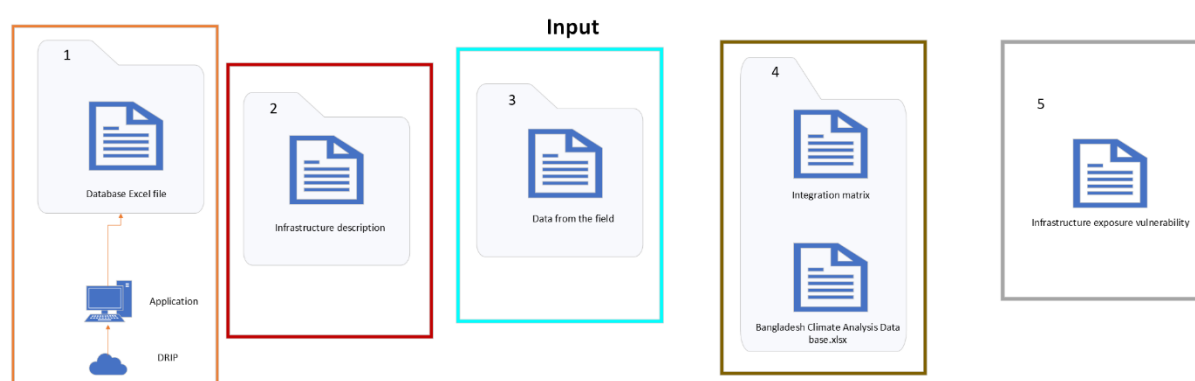 Input
1
Database Excel file
Application
DRIP
2
Infrastructure description
3
Data from the field
4
Integration matrix
Bangladesh Climate Analysis Data
base.xlsx
5
Infrastructure exposure vulnerability